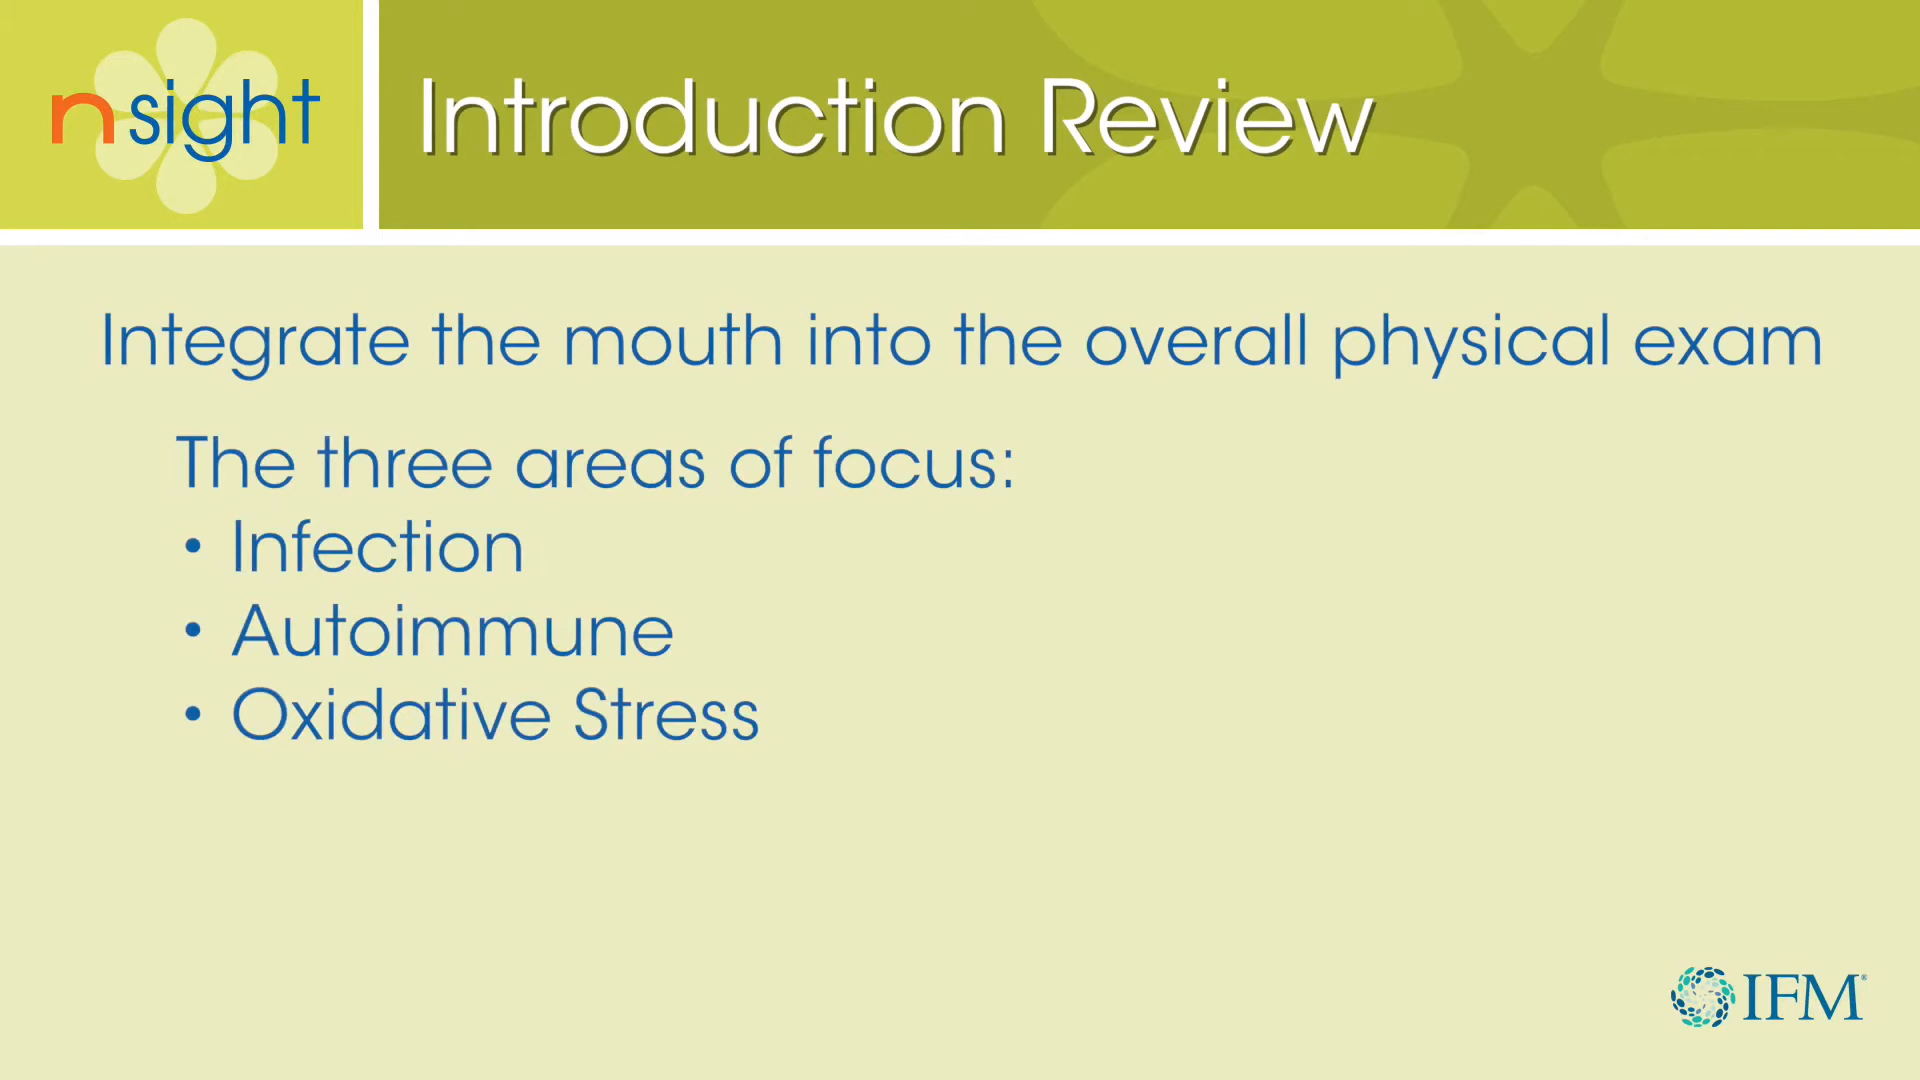 nsight
Introduction Review
Integrate the mouth into the overall physical exam
The three areas of focus:
• Infection
• Autoimmune
• Oxidative Stress
IFM®